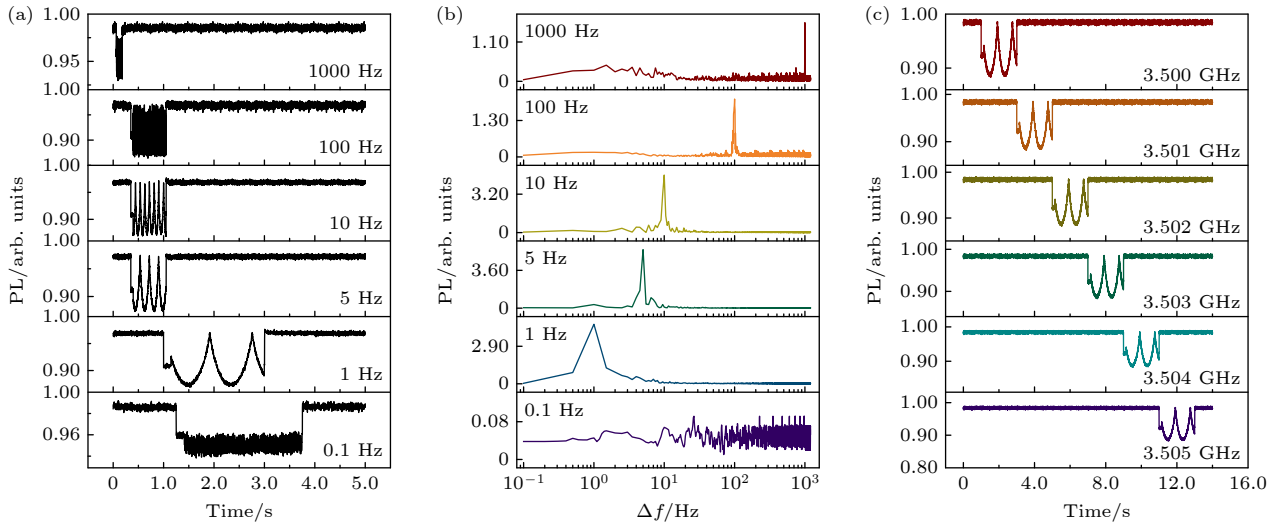 (a)
1.00
0.95
1000 Hz
1.00
0.90
100 Hz
1.00
0.90
10 Hz
1.00
0.90
5 Hz
1.00
0.90
1 Hz
1.00
0.96
0.1 Hz
PL/arb. units
0 1.0 2.0 3.0 4.0 5.0
Time/s
(b)
1000 Hz
1.10
0
100 Hz
1.30
0
10 Hz
3.20
0
5 Hz
3.60
0
1 Hz
2.90
0
0.1 Hz
0.08
0
PL/arb. units
10⁻¹ 10⁰ 10¹ 10² 10³
Δf/Hz
(c)
1.00
0.90
3.500 GHz
1.00
0.90
3.501 GHz
1.00
0.90
3.502 GHz
1.00
0.90
3.503 GHz
1.00
0.90
3.504 GHz
1.00
0.90
0.80
3.505 GHz
PL/arb. units
0 4.0 8.0 12.0 16.0
Time/s